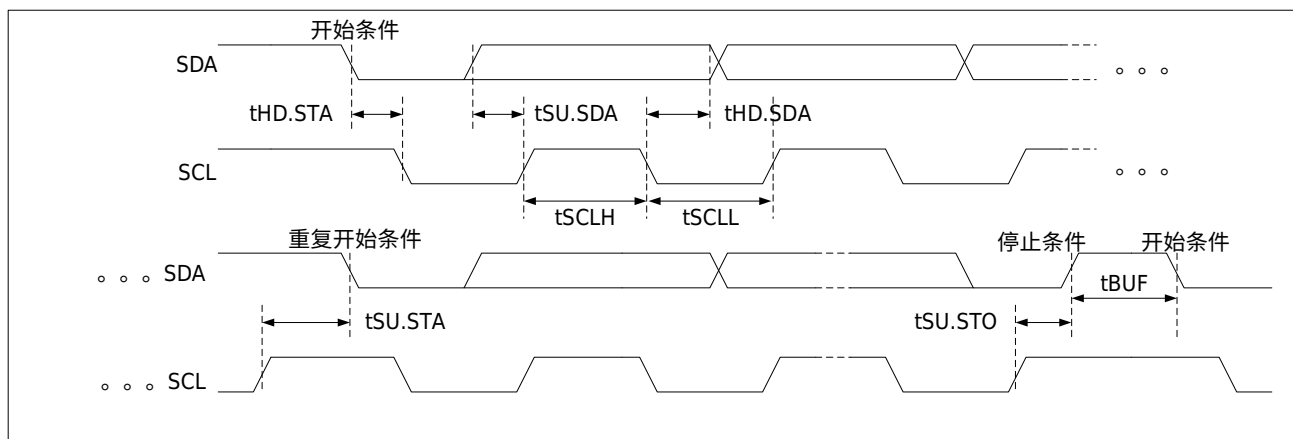 开始条件
SDA
。。。
tHD.STA
tSU.SDA
tHD.SDA
SCL
。。。
tSCLH
tSCLL
重复开始条件
停止条件
开始条件
。。。SDA
tBUF
tSU.STA
tSU.STO
。。。SCL